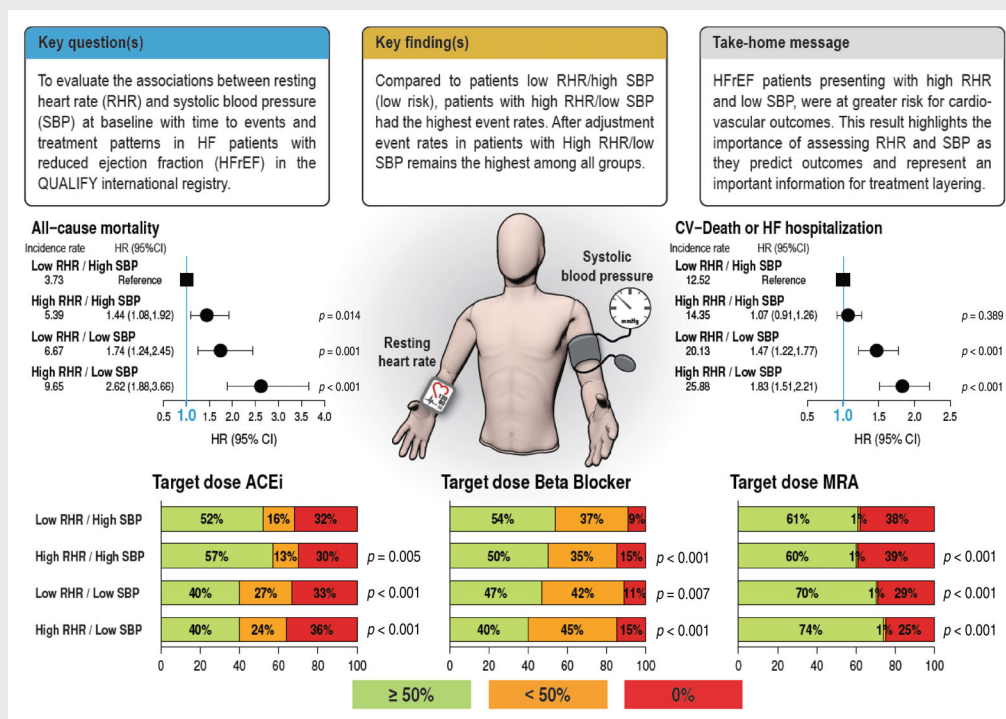 Key question(s)
To evaluate the associations between resting
heart rate (RHR) and systolic blood pressure
(SBP) at baseline with time to events and
treatment patterns in HF patients with
reduced ejection fraction (HFrEF) in the
QUALIFY international registry.
Key finding(s)
Compared to patients low RHR/high SBP
(low risk), patients with high RHR/low SBP
had the highest event rates. After adjustment
event rates in patients with High RHR/low
SBP remains the highest among all groups.
Take-home message
HFrEF patients presenting with high RHR
and low SBP, were at greater risk for cardio-
vascular outcomes. This result highlights the
importance of assessing RHR and SBP as
they predict outcomes and represent an
important information for treatment layering.
All-cause mortality
Incidence rate HR (95%CI)
Low RHR / High SBP
3.73 Reference
High RHR / High SBP
5.39 1.44 (1.08,1.92) p = 0.014
Low RHR / Low SBP
6.67 1.74 (1.24,2.45) p = 0.001
High RHR / Low SBP
9.65 2.62 (1.88,3.66) p < 0.001
0.5 1.0 1.5 2.0 2.5 3.0 3.5 4.0
HR (95% CI)
Systolic
blood pressure
mmHg
Resting
heart rate
CV-Death or HF hospitalization
Incidence rate HR (95%CI)
Low RHR / High SBP
12.52 Reference
High RHR / High SBP
14.35 1.07 (0.91,1.26) p = 0.389
Low RHR / Low SBP
20.13 1.47 (1.22,1.77) p = 0.001
High RHR / Low SBP
25.88 1.83 (1.51,2.21) p < 0.001
0.5 1.0 1.5 2.0 2.5
HR (95% CI)
Target dose ACEi
Low RHR / High SBP 52% 16% 32%
High RHR / High SBP 57% 13% 30% p = 0.005
Low RHR / Low SBP 40% 27% 33% p < 0.001
High RHR / Low SBP 40% 24% 36% p < 0.001
0 20 40 60 80 100
Target dose Beta Blocker
54% 37% 9%
50% 35% 15% p < 0.001
47% 42% 11% p = 0.007
40% 45% 15% p < 0.001
0 20 40 60 80 100
Target dose MRA
61% 1% 38%
60% 1% 39% p < 0.001
70% 1% 29% p < 0.001
74% 1% 25% p < 0.001
0 20 40 60 80 100
≥ 50% < 50% 0%